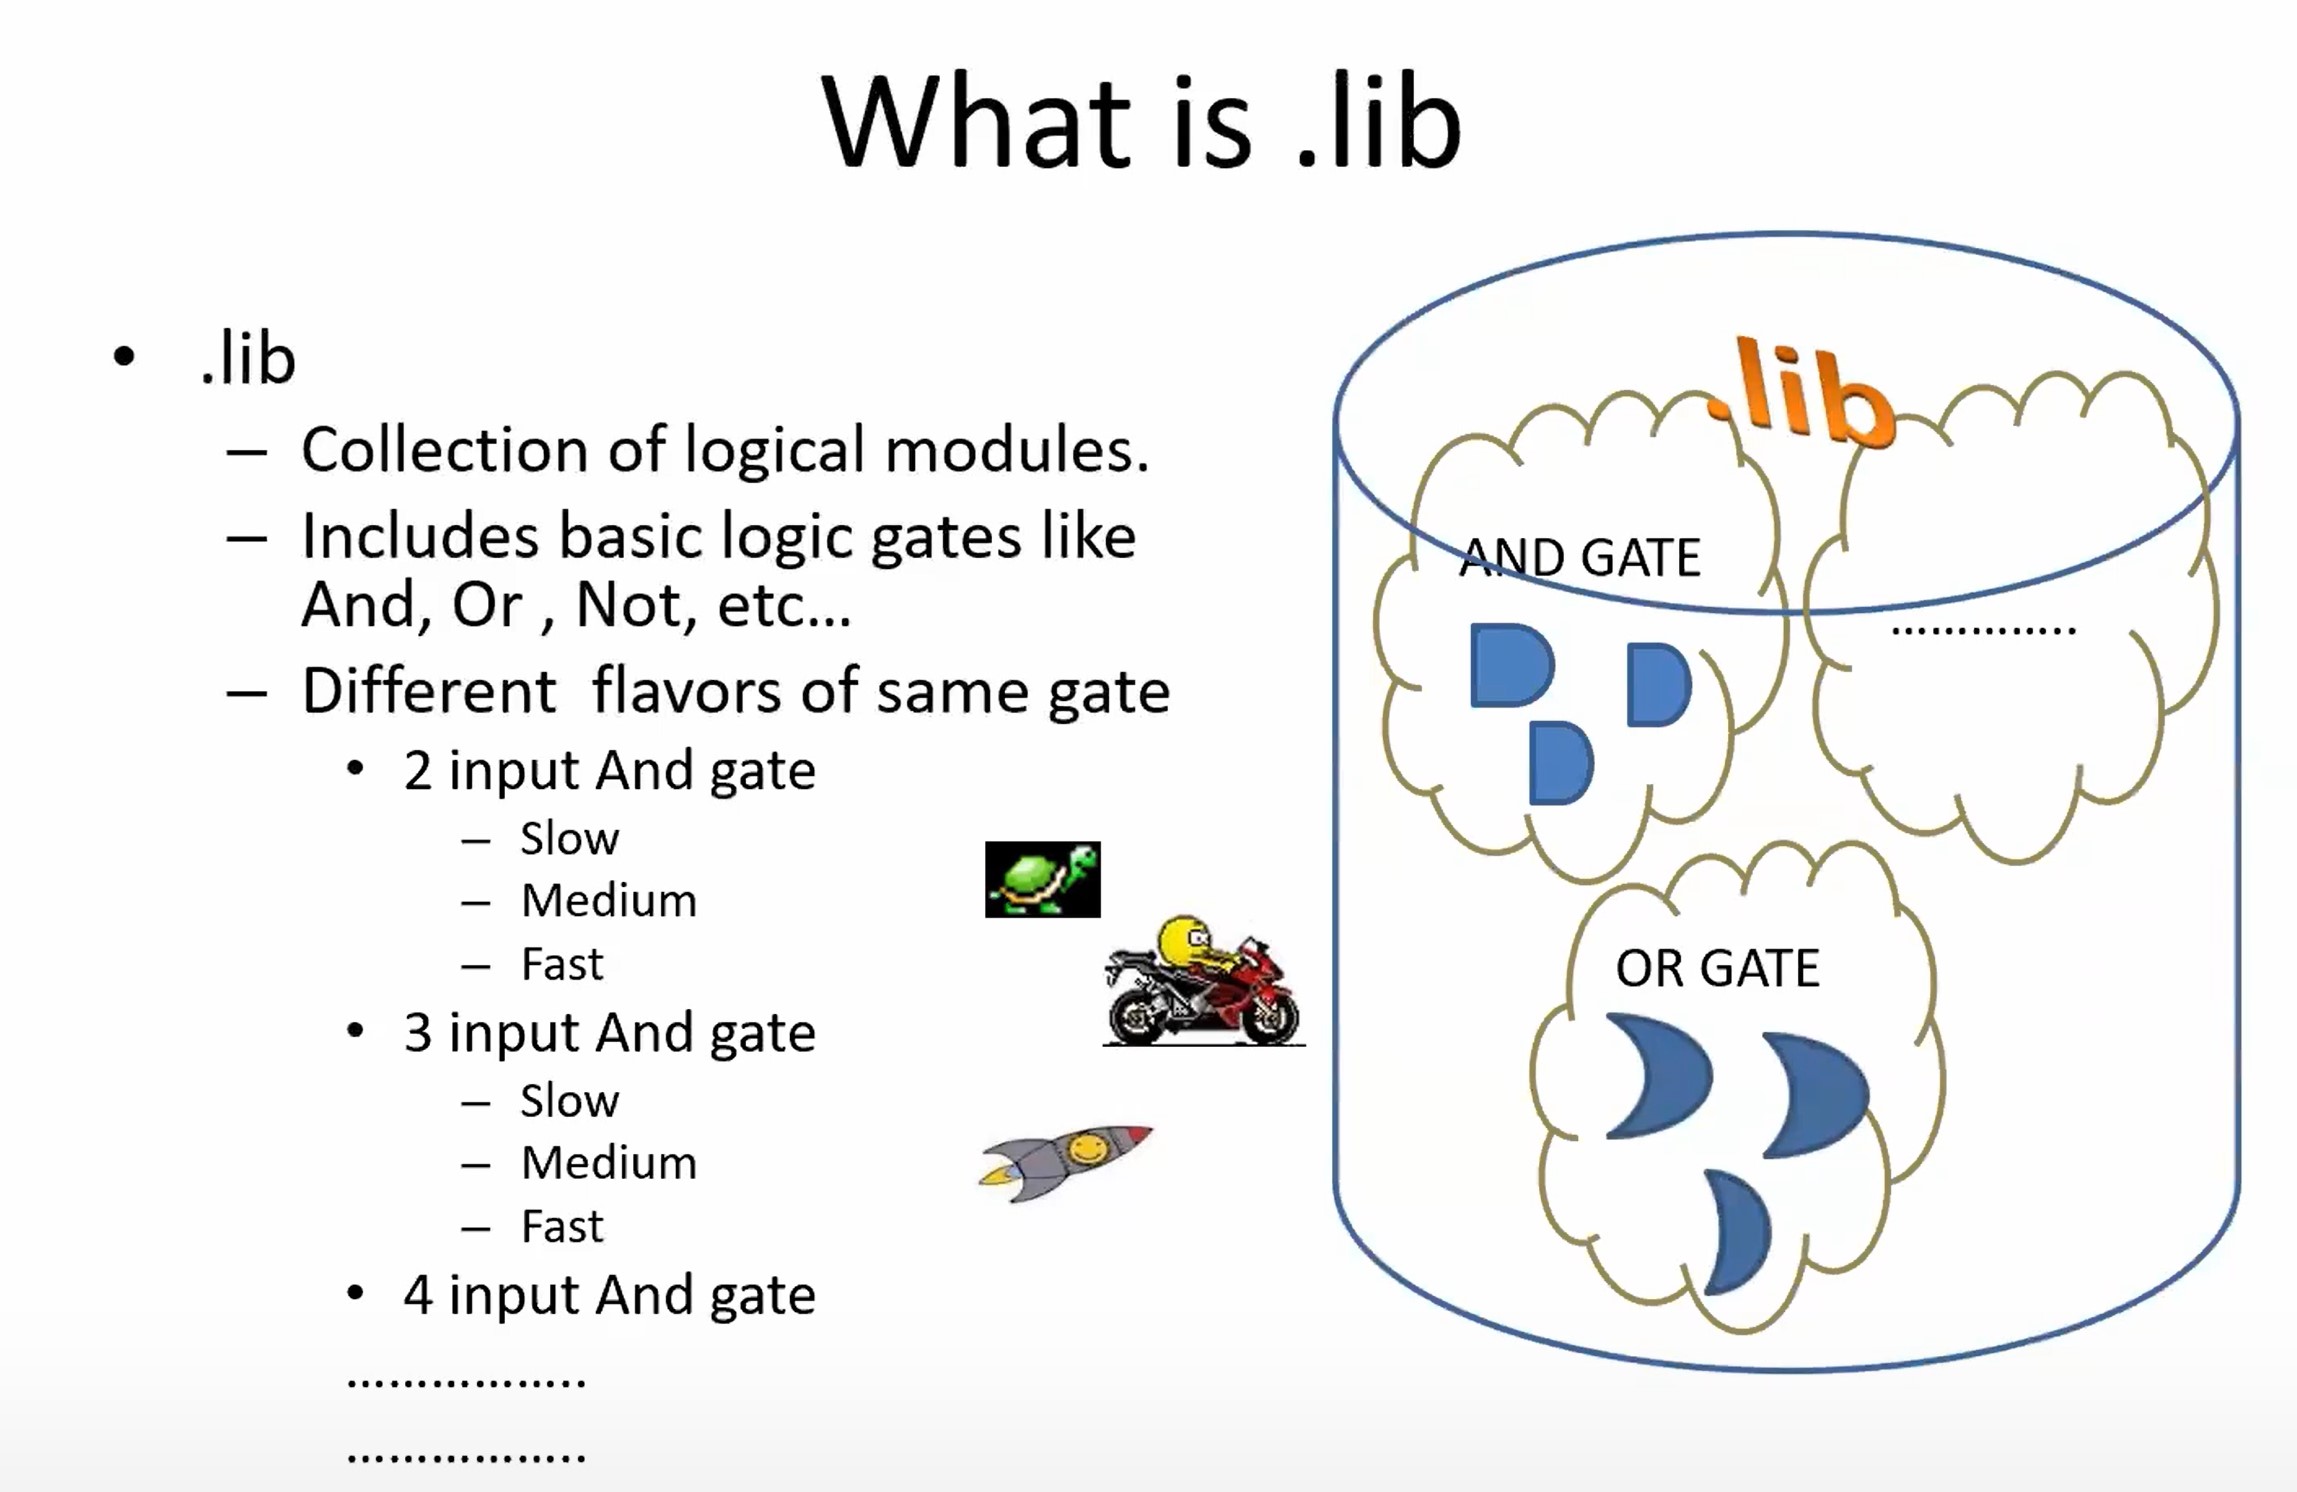 What is .lib
• .lib
– Collection of logical modules.
– Includes basic logic gates like
And, Or , Not, etc...
– Different flavors of same gate
• 2 input And gate
– Slow
– Medium
– Fast
• 3 input And gate
– Slow
– Medium
– Fast
• 4 input And gate
……………..
……………..
.lib
AND GATE
…………..
OR GATE